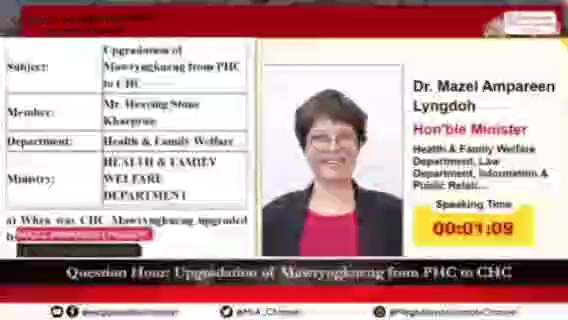 Subject:
Upgradation of
Mawryngkneng from PHC
to CHC
Member:
Mr. Heaving Stone
Kharpran
Department:
Health & Family Welfare
Ministry:
HEALTH & FAMILY
WELFARE
DEPARTMENT
a) When was CHC Mawryngkneng upgraded
Dr. Mazel Ampareen
Lyngdoh
Hon'ble Minister
Health & Family Welfare
Department, Law
Department, Information &
Public Relati...
Speaking Time
00:01:09
Question Hour: Upgradation of Mawryngkneng from PHC to CHC